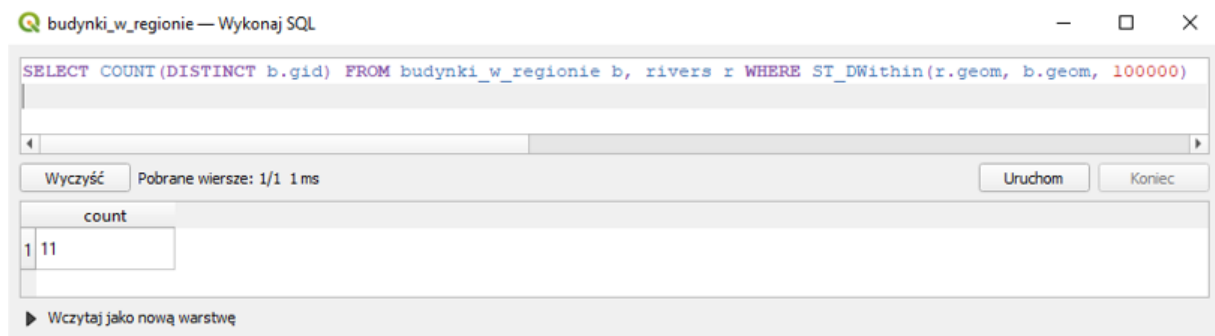 budynki_w_regionie — Wykonaj SQL
SELECT COUNT(DISTINCT b.gid) FROM budynki_w_regionie b, rivers r WHERE ST_DWithin(r.geom, b.geom, 100000)
Wyczyść Pobrane wiersze: 1/1 1 ms Uruchom Koniec
count
1 11
Wczytaj jako nową warstwę